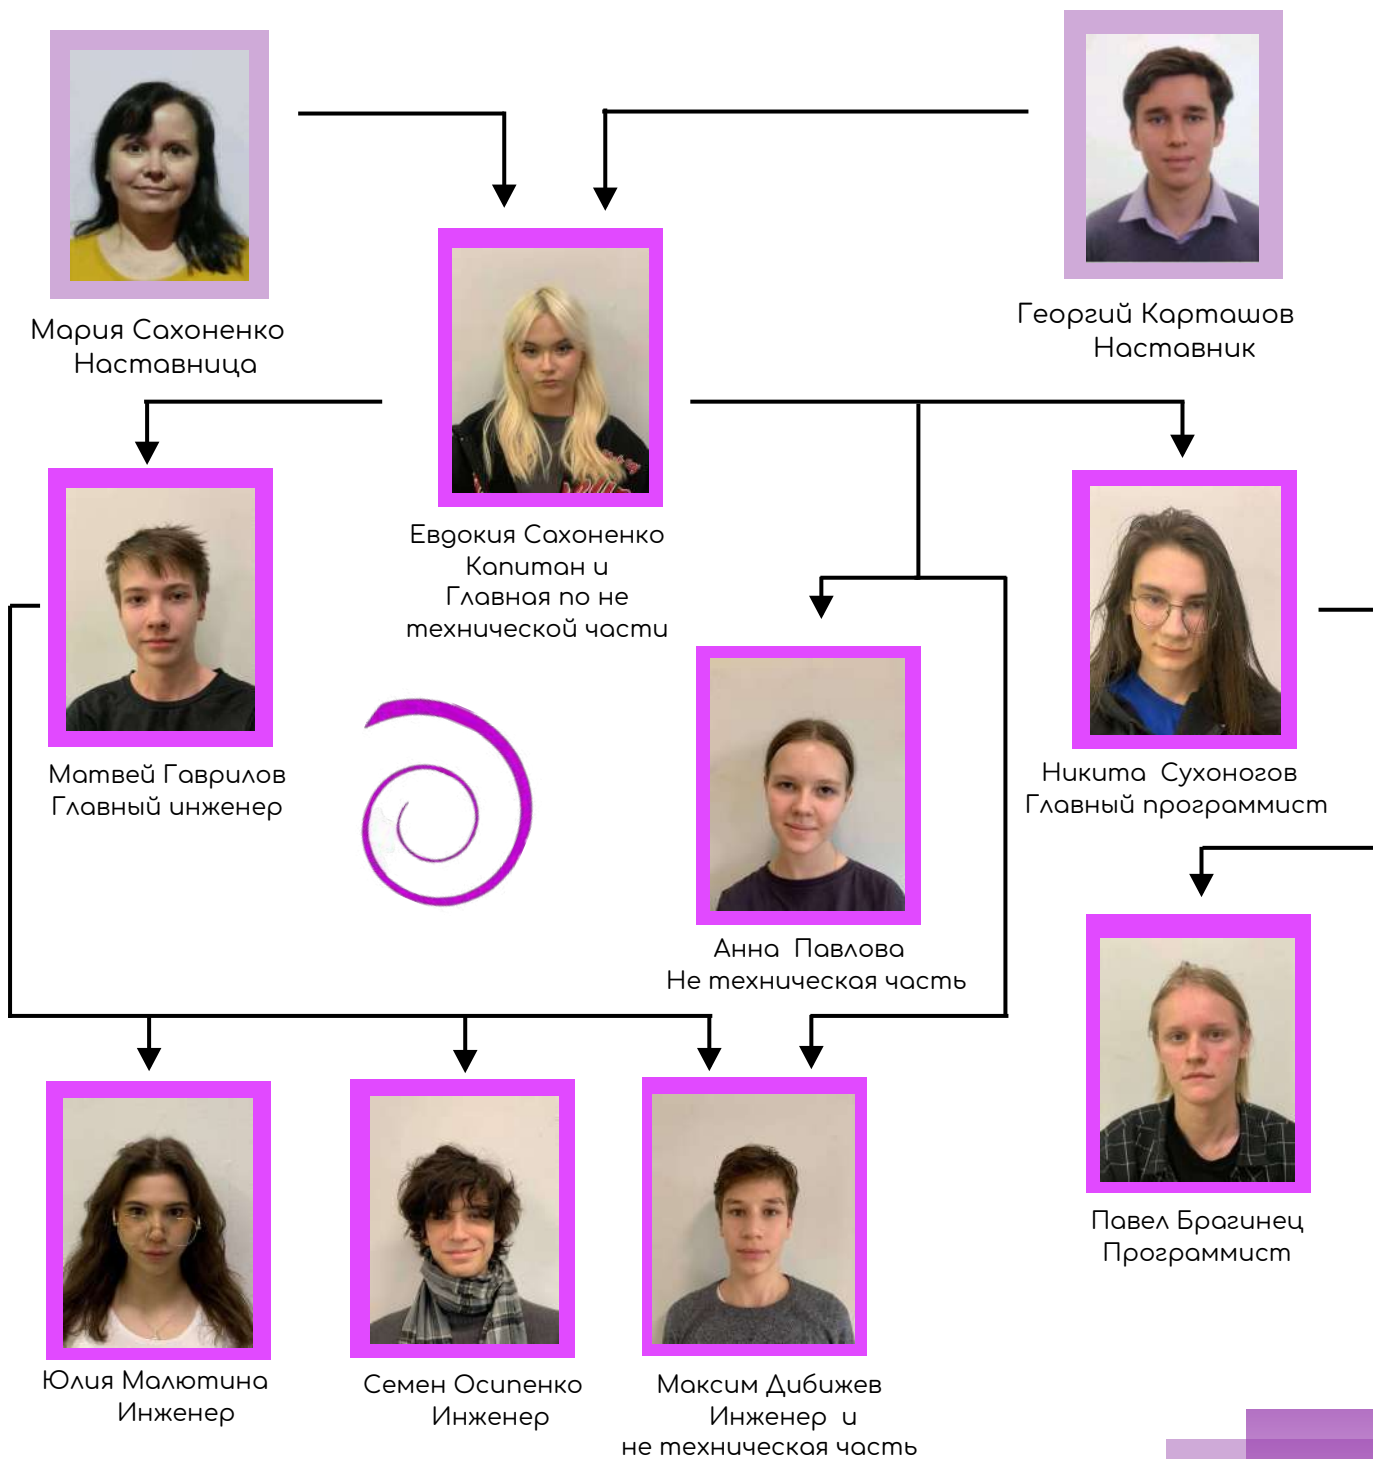 Мария Сахоненко
Наставница
Георгий Карташов
Наставник
Евдокия Сахоненко
Капитан и
Главная по не
технической части
Матвей Гаврилов
Главный инженер
Никита Сухоногов
Главный программист
Анна Павлова
Не техническая часть
Павел Брагинец
Программист
Юлия Малютина
Инженер
Семен Осипенко
Инженер
Максим Дибижев
Инженер и
не техническая часть